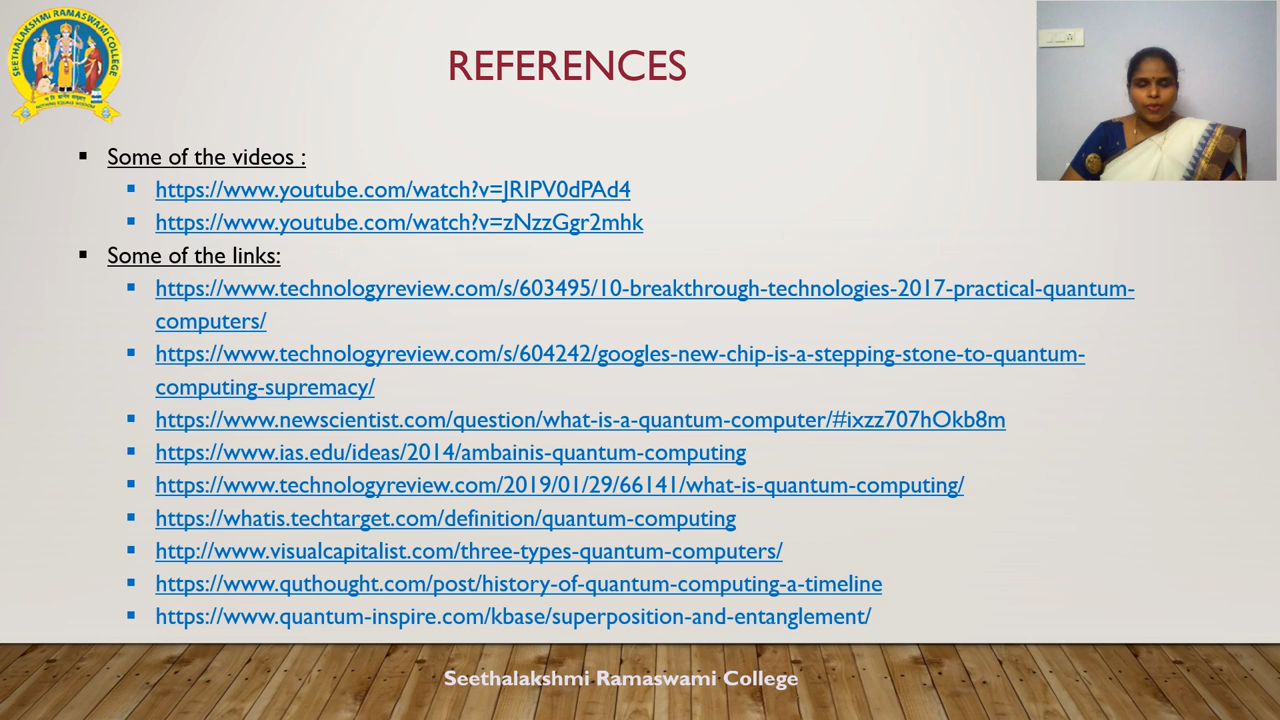 SEETHALAKSHMI RAMASWAMI COLLEGE
NOTHING EQUALS WISDOM
REFERENCES
Some of the videos :
https://www.youtube.com/watch?v=JRIPV0dPAd4
https://www.youtube.com/watch?v=zNzzGgr2mhk
Some of the links:
https://www.technologyreview.com/s/603495/10-breakthrough-technologies-2017-practical-quantum-
computers/
https://www.technologyreview.com/s/604242/googles-new-chip-is-a-stepping-stone-to-quantum-
computing-supremacy/
https://www.newscientist.com/question/what-is-a-quantum-computer/#ixzz707hOkb8m
https://www.ias.edu/ideas/2014/ambainis-quantum-computing
https://www.technologyreview.com/2019/01/29/66141/what-is-quantum-computing/
https://whatis.techtarget.com/definition/quantum-computing
http://www.visualcapitalist.com/three-types-quantum-computers/
https://www.quthought.com/post/history-of-quantum-computing-a-timeline
https://www.quantum-inspire.com/kbase/superposition-and-entanglement/
Seethalakshmi Ramaswami College